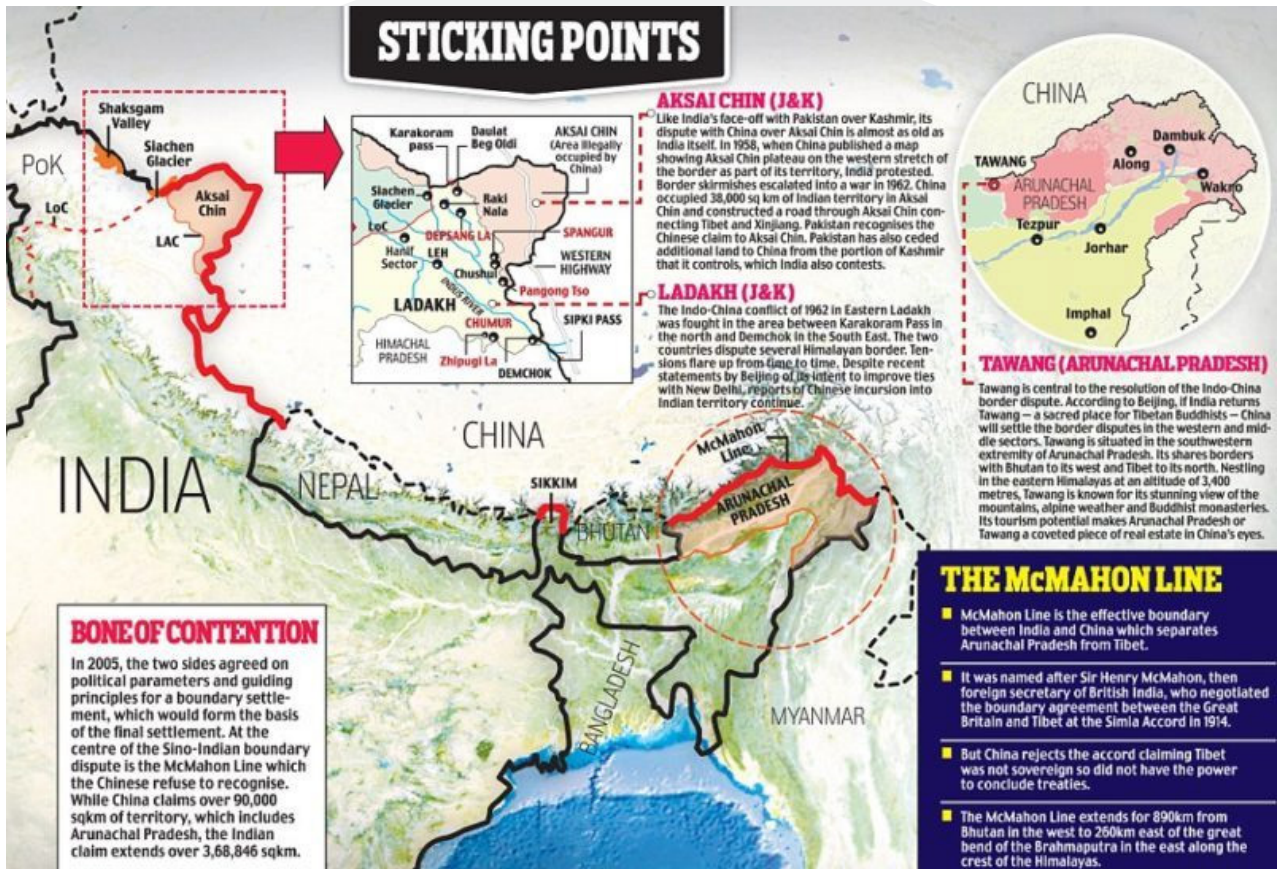 STICKING POINTS
Shaksgam
Valley
Siachen
Glacier
PoK
LoC
Aksai
Chin
LAC
Karakoram
pass
Daulat
Beg Oldi
AKSAI CHIN
(Area illegally
occupied by
China)
Siachen
Glacier
Raki
Nala
LoC
DEPSANG LA
SPANGUR
Hanif
Sector
LEH
WESTERN
HIGHWAY
Chushul
INDUS RIVER
Pangong Tso
LADAKH
CHUMUR
SIPKI PASS
HIMACHAL
PRADESH
Zhipugi La
DEMCHOK
AKSAI CHIN (J&K)
Like India's face-off with Pakistan over Kashmir, its
dispute with China over Aksai Chin is almost as old as
India itself. In 1958, when China published a map
showing Aksai Chin plateau on the western stretch of
the border as part of its territory, India protested.
Border skirmishes escalated into a war in 1962. China
occupied 38,000 sq km of Indian territory in Aksai
Chin and constructed a road through Aksai Chin con-
necting Tibet and Xinjiang. Pakistan recognises the
Chinese claim to Aksai Chin. Pakistan has also ceded
additional land to China from the portion of Kashmir
that it controls, which India also contests.
LADAKH (J&K)
The Indo-China conflict of 1962 in Eastern Ladakh
was fought in the area between Karakoram Pass in
the north and Demchok in the South East. The two
countries dispute several Himalayan border. Ten-
sions flare up from time to time. Despite recent
statements by Beijing of its intent to improve ties
with New Delhi, reports of Chinese incursion into
Indian territory continue.
CHINA
Dambuk
TAWANG
Along
ARUNACHAL
PRADESH
Wakro
Tezpur
Jorhar
Imphal
TAWANG (ARUNACHAL PRADESH)
Tawang is central to the resolution of the Indo-China
border dispute. According to Beijing, if India returns
Tawang — a sacred place for Tibetan Buddhists — China
will settle the border disputes in the western and mid-
dle sectors. Tawang is situated in the southwestern
extremity of Arunachal Pradesh. Its shares borders
with Bhutan to its west and Tibet to its north. Nestling
in the eastern Himalayas at an altitude of 3,400
metres, Tawang is known for its stunning view of the
mountains, alpine weather and Buddhist monasteries.
Its tourism potential makes Arunachal Pradesh or
Tawang a coveted piece of real estate in China's eyes.
CHINA
McMahon
Line
INDIA
NEPAL
SIKKIM
BHUTAN
ARUNACHAL
PRADESH
BANGLADESH
MYANMAR
BONE OF CONTENTION
In 2005, the two sides agreed on
political parameters and guiding
principles for a boundary settle-
ment, which would form the basis
of the final settlement. At the
centre of the Sino-Indian boundary
dispute is the McMahon Line which
the Chinese refuse to recognise.
While China claims over 90,000
sqkm of territory, which includes
Arunachal Pradesh, the Indian
claim extends over 3,68,846 sqkm.
THE McMAHON LINE
McMahon Line is the effective boundary
between India and China which separates
Arunachal Pradesh from Tibet.
It was named after Sir Henry McMahon, then
foreign secretary of British India, who negotiated
the boundary agreement between the Great
Britain and Tibet at the Simla Accord in 1914.
But China rejects the accord claiming Tibet
was not sovereign so did not have the power
to conclude treaties.
The McMahon Line extends for 890km from
Bhutan in the west to 260km east of the great
bend of the Brahmaputra in the east along the
crest of the Himalayas.